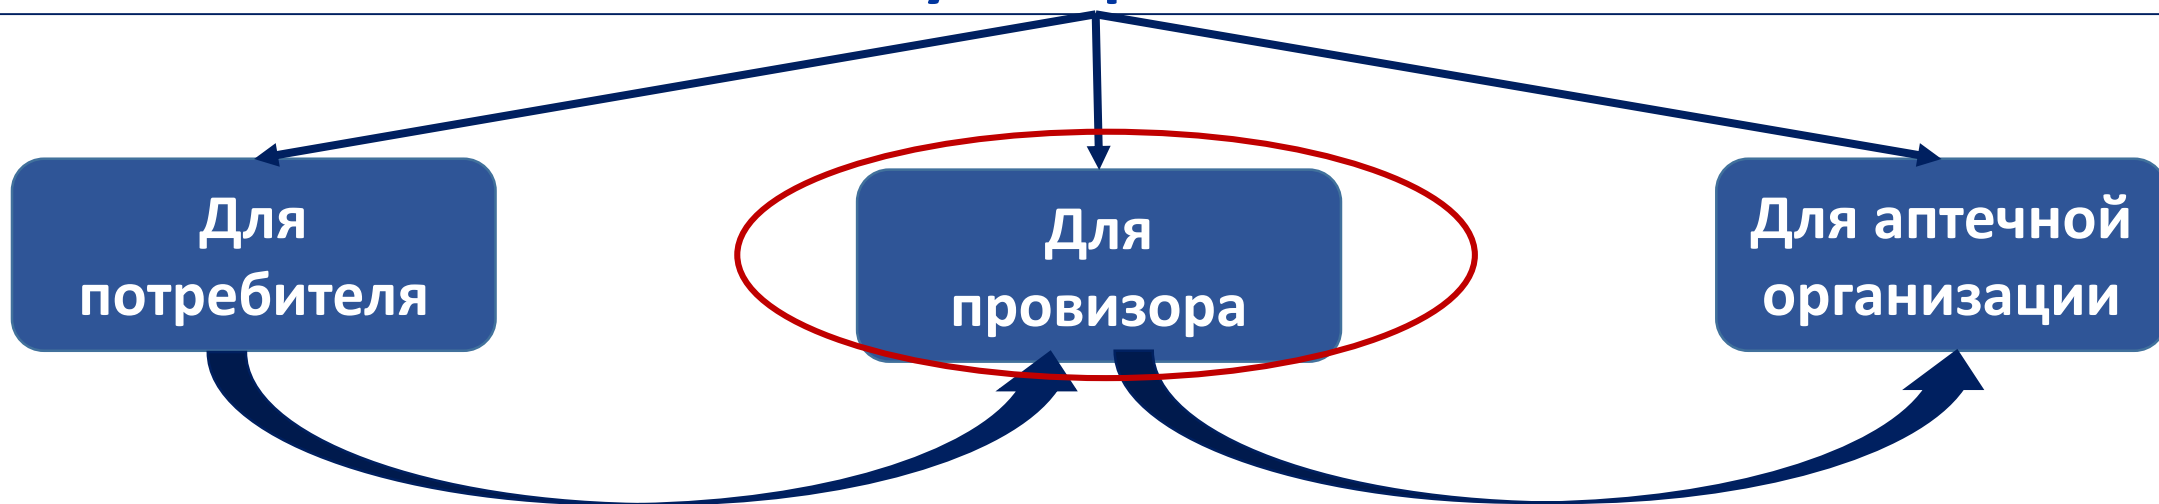 Для
потребителя
Для
провизора
Для аптечной
организации